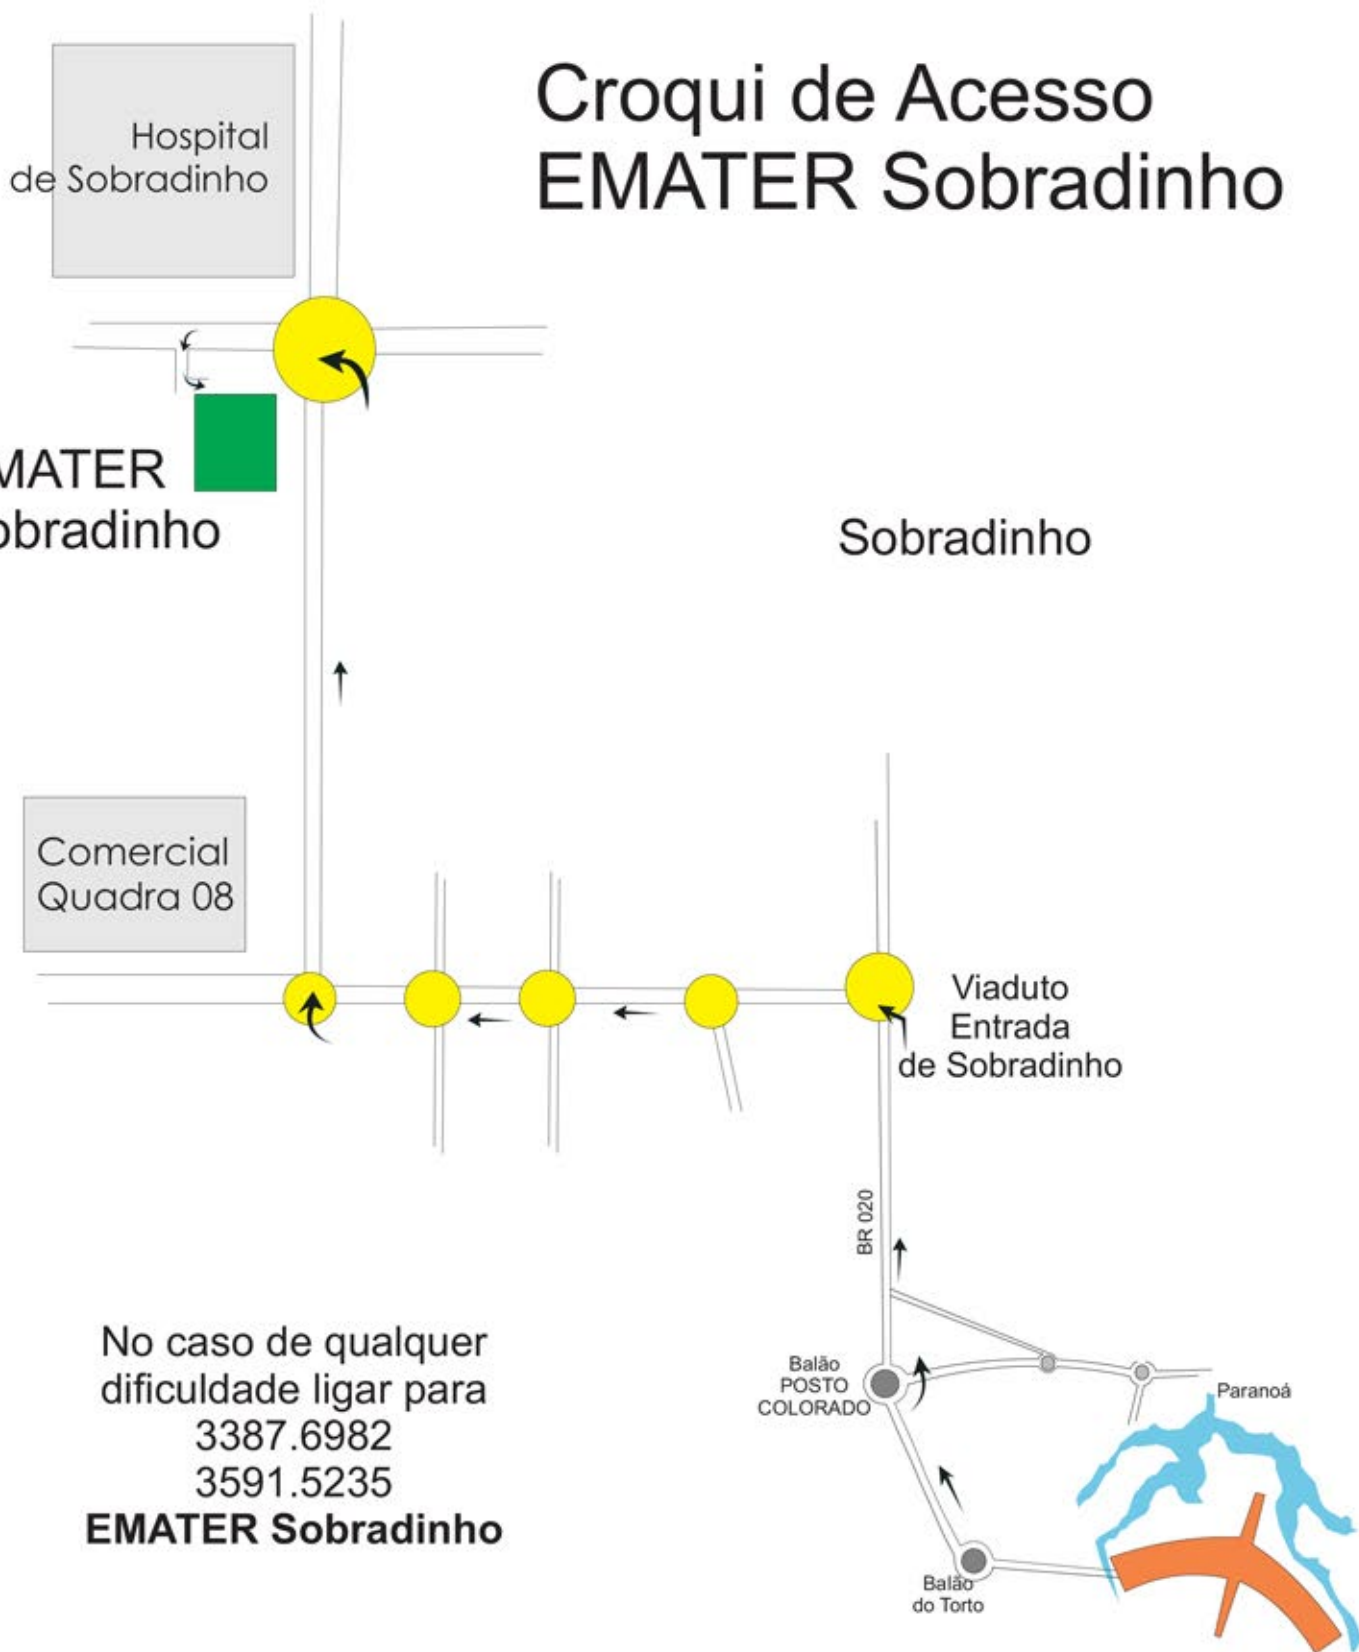 Croqui de Acesso
EMATER Sobradinho
Hospital
de Sobradinho
MATER
obradinho
Sobradinho
Comercial
Quadra 08
Viaduto
Entrada
de Sobradinho
BR 020
No caso de qualquer
dificuldade ligar para
3387.6982
3591.5235
EMATER Sobradinho
Balão
POSTO
COLORADO
Paranoá
Balão
do Torto